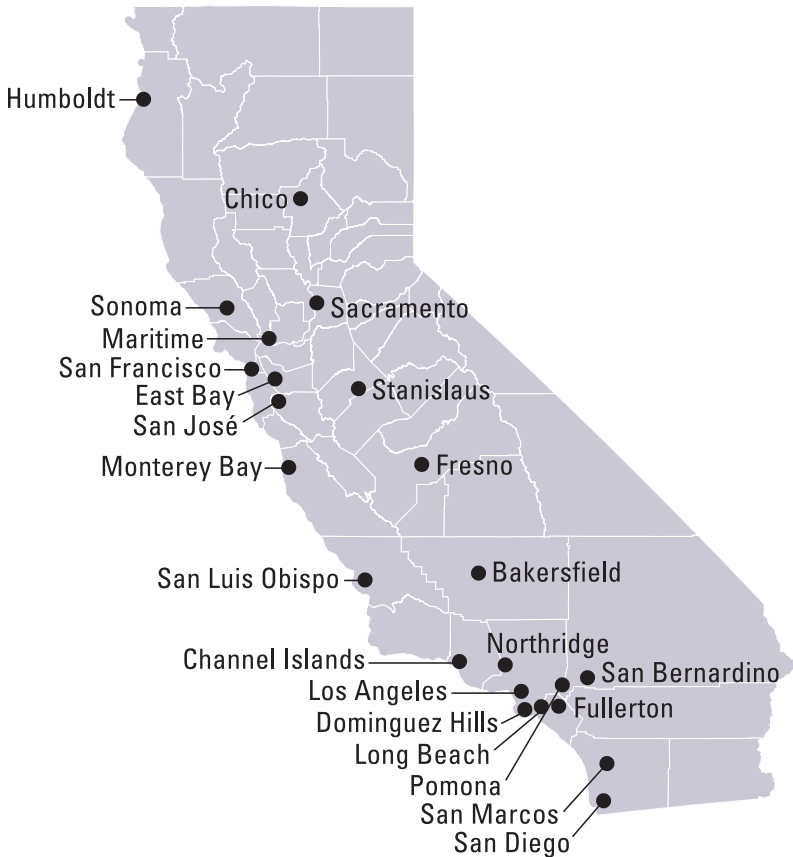 Humboldt
Chico
Sonoma
Sacramento
Maritime
San Francisco
East Bay
Stanislaus
San José
Monterey Bay
Fresno
San Luis Obispo
Bakersfield
Northridge
Channel Islands
San Bernardino
Los Angeles
Fullerton
Dominguez Hills
Long Beach
Pomona
San Marcos
San Diego